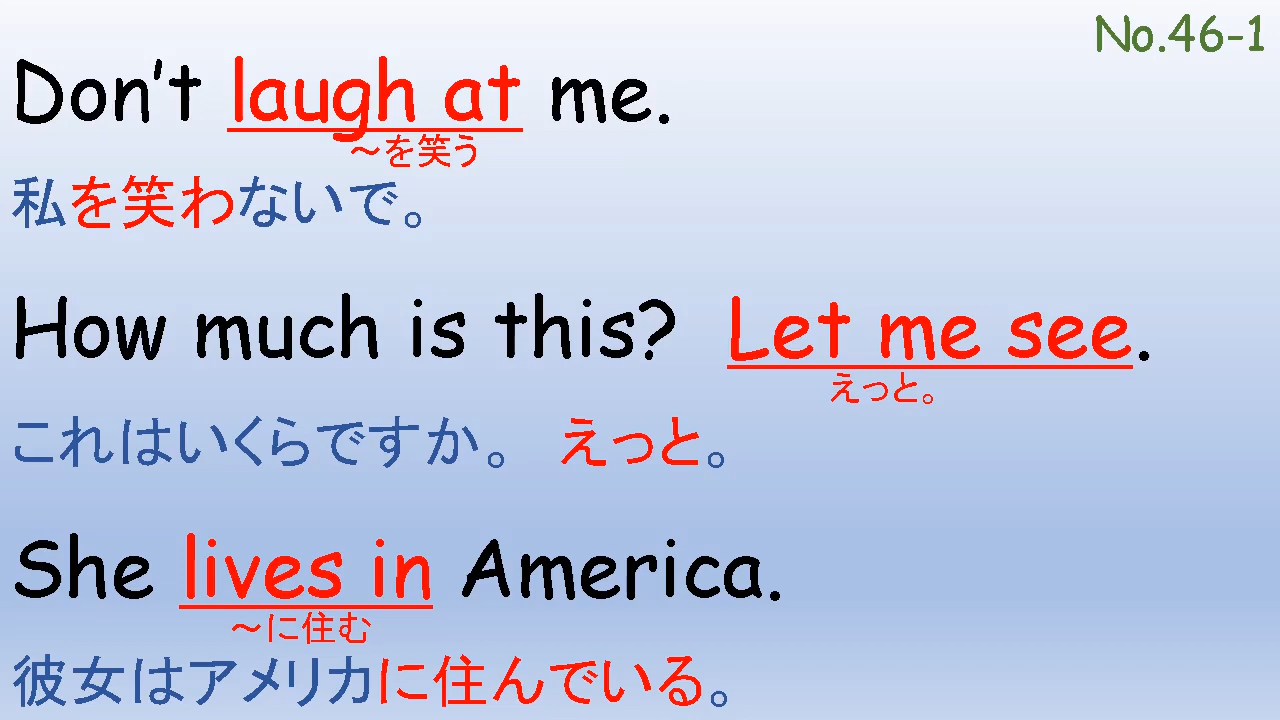 No.46-1
Don't laugh at me.
～を笑う
私を笑わないで。
How much is this? Let me see.
えっと。
これはいくらですか。 えっと。
She lives in America.
～に住む
彼女はアメリカに住んでいる。